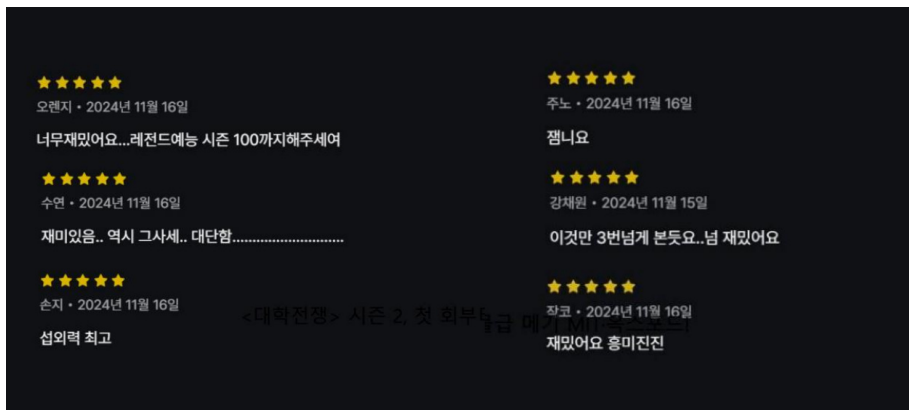 ★★★★★
오렌지 • 2024년 11월 16일
너무재밌어요...레전드예능 시즌 100까지해주세여
★★★★★
수연 • 2024년 11월 16일
재미있음.. 역시 그사세.. 대단함............................
★★★★★
손지 • 2024년 11월 16일
섭외력 최고
★★★★★
주노 • 2024년 11월 16일
잼니요
★★★★★
강채원 • 2024년 11월 15일
이것만 3번넘게 본듯요..넘 재밌어요
★★★★★
작코 • 2024년 11월 16일
재밌어요 흥미진진
<대학전쟁> 시즌 2, 첫 회부터
급 메기 MIT